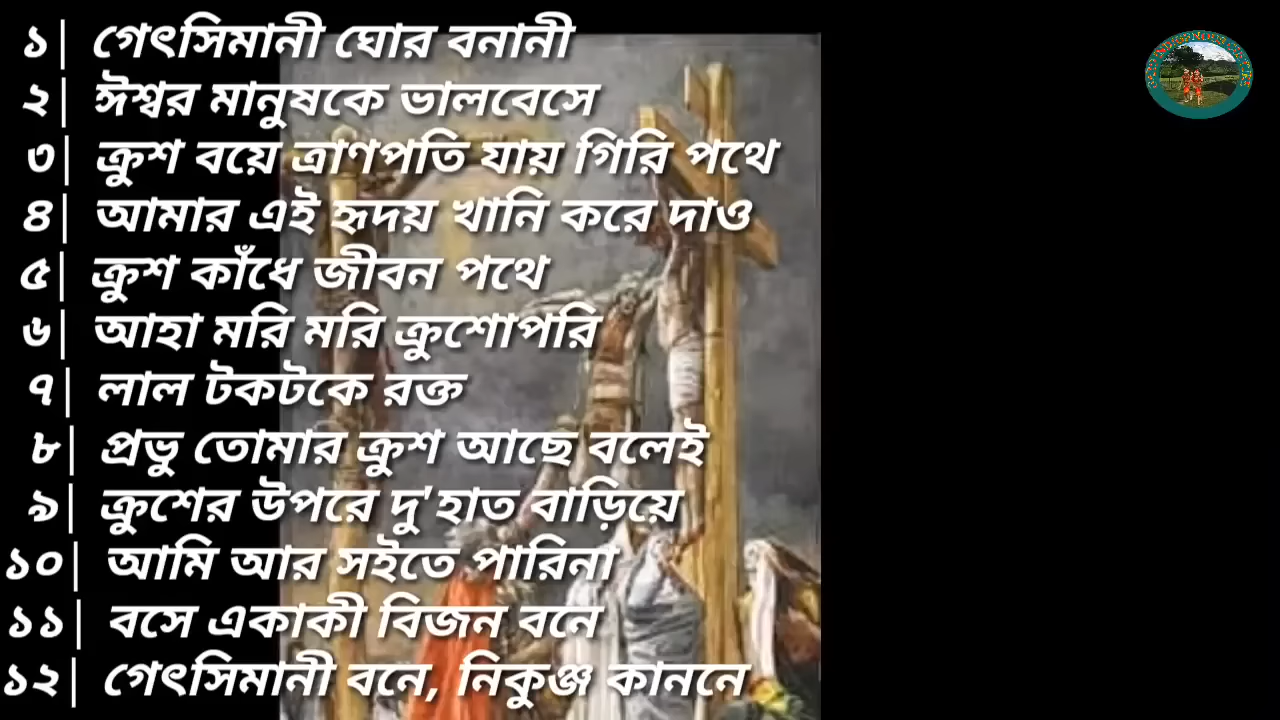 ১| গেৎসিমানী ঘোর বনানী
২| ঈশ্বর মানুষকে ভালবেসে
৩| ক্রুশ বয়ে ত্রাণপতি যায় গিরি পথে
৪| আমার এই হৃদয় খানি করে দাও
৫| ক্রুশ কাঁধে জীবন পথে
৬| আহা মরি মরি ক্রুশোপরি
৭| লাল টকটকে রক্ত
৮| প্রভু তোমার ক্রুশ আছে বলেই
৯| ক্রুশের উপরে দু'হাত বাড়িয়ে
১০| আমি আর সইতে পারিনা
১১| বসে একাকী বিজন বনে
১২| গেৎসিমানী বনে, নিকুঞ্জ কাননে